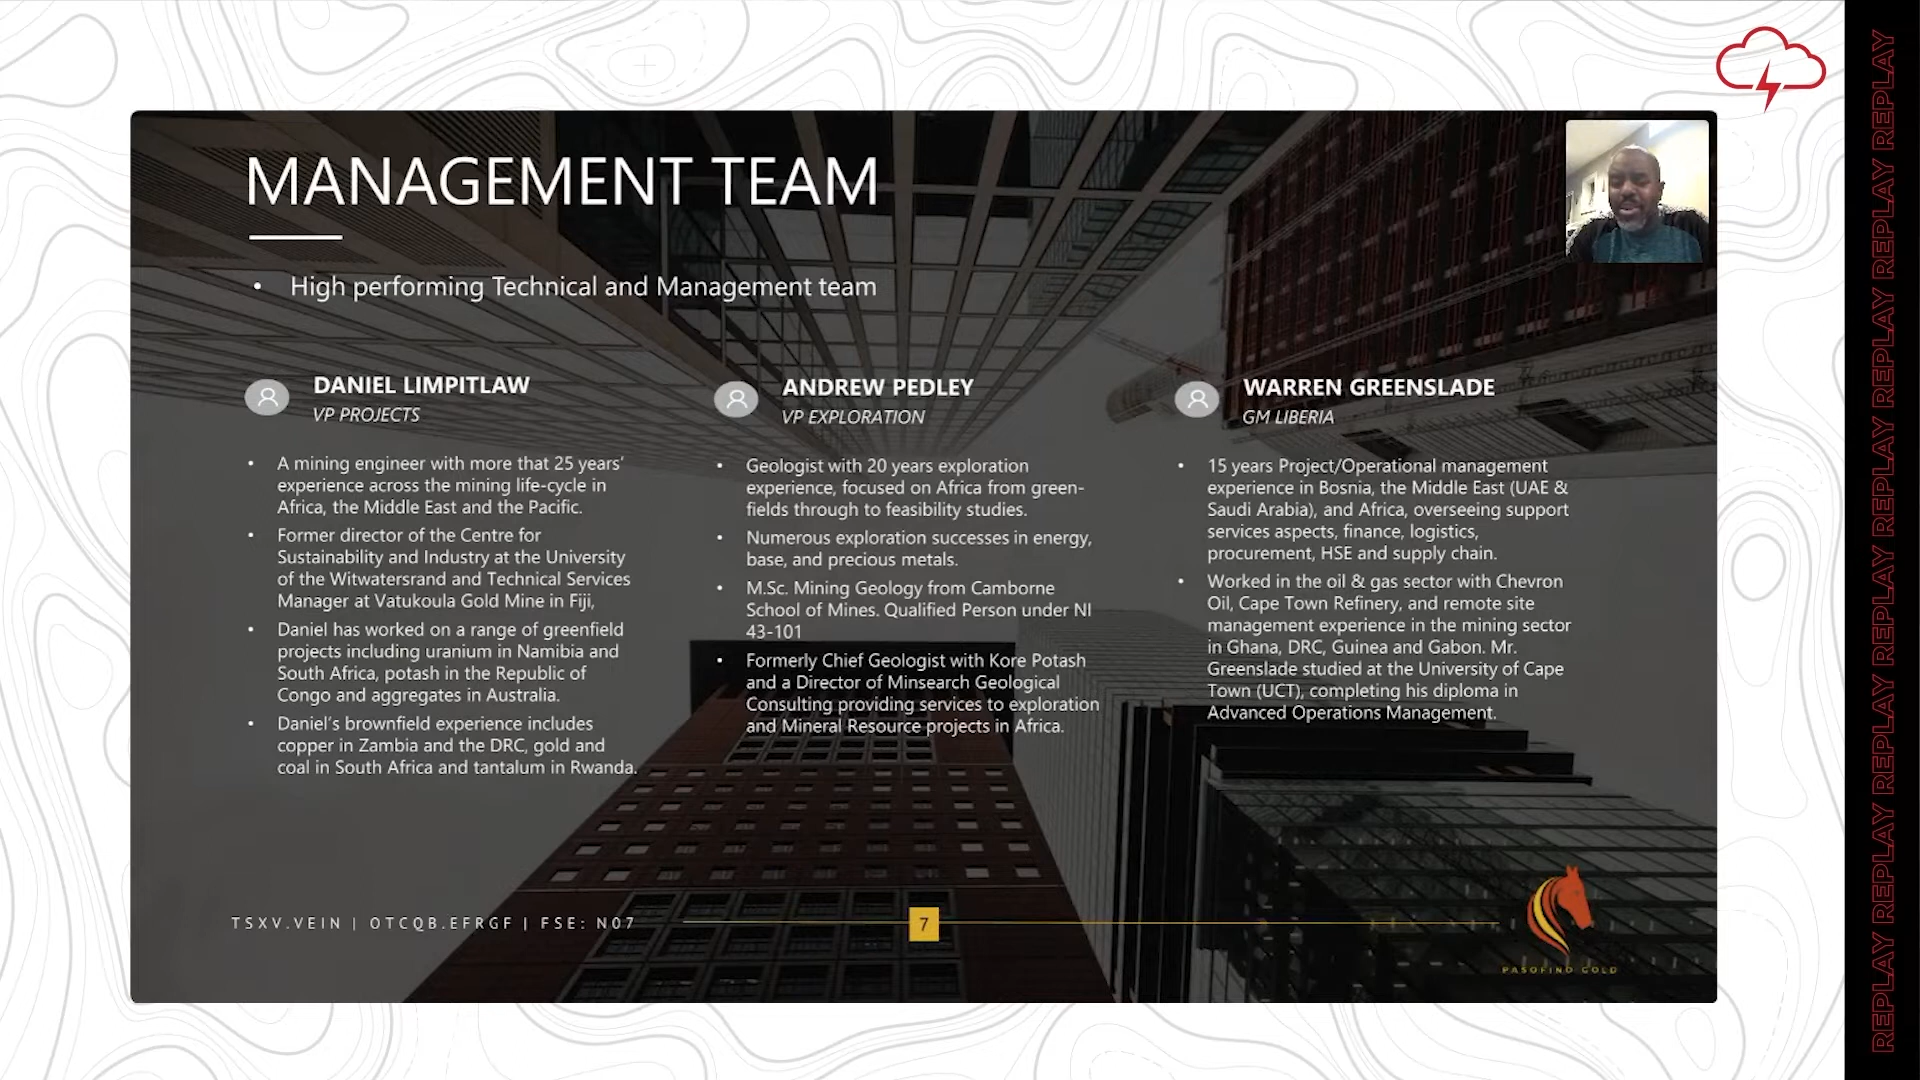 MANAGEMENT TEAM
• High performing Technical and Management team
DANIEL LIMPITLAW
VP PROJECTS
• A mining engineer with more that 25 years’
experience across the mining life-cycle in
Africa, the Middle East and the Pacific.
• Former director of the Centre for
Sustainability and Industry at the University
of the Witwatersrand and Technical Services
Manager at Vatukoula Gold Mine in Fiji,
• Daniel has worked on a range of greenfield
projects including uranium in Namibia and
South Africa, potash in the Republic of
Congo and aggregates in Australia.
• Daniel’s brownfield experience includes
copper in Zambia and the DRC, gold and
coal in South Africa and tantalum in Rwanda.
ANDREW PEDLEY
VP EXPLORATION
• Geologist with 20 years exploration
experience, focused on Africa from green-
fields through to feasibility studies.
• Numerous exploration successes in energy,
base, and precious metals.
• M.Sc. Mining Geology from Camborne
School of Mines. Qualified Person under NI
43-101
• Formerly Chief Geologist with Kore Potash
and a Director of Minsearch Geological
Consulting providing services to exploration
and Mineral Resource projects in Africa.
WARREN GREENSLADE
GM LIBERIA
• 15 years Project/Operational management
experience in Bosnia, the Middle East (UAE &
Saudi Arabia), and Africa, overseeing support
services aspects, finance, logistics,
procurement, HSE and supply chain.
• Worked in the oil & gas sector with Chevron
Oil, Cape Town Refinery, and remote site
management experience in the mining sector
in Ghana, DRC, Guinea and Gabon. Mr.
Greenslade studied at the University of Cape
Town (UCT), completing his diploma in
Advanced Operations Management.
TSXV.VEIN | OTCQB.EFRGF | FSE: N07
7
PASOFINO GOLD
REPLAY REPLAY REPLAY REPLAY REPLAY REPLAY REPLAY REPLAY REPLAY REPLAY REPLAY